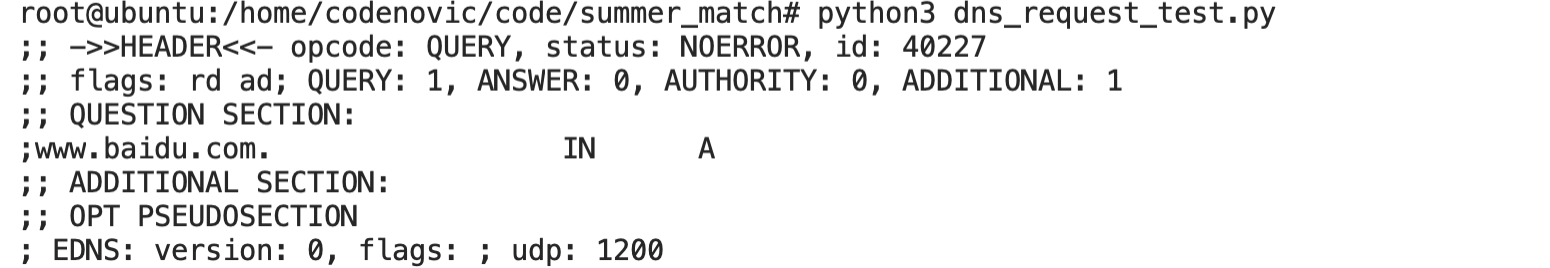 root@ubuntu:/home/codenovic/code/summer_match# python3 dns_request_test.py
;; ->>HEADER<<- opcode: QUERY, status: NOERROR, id: 40227
;; flags: rd ad; QUERY: 1, ANSWER: 0, AUTHORITY: 0, ADDITIONAL: 1
;; QUESTION SECTION:
;www.baidu.com. IN A
;; ADDITIONAL SECTION:
;; OPT PSEUDOSECTION
; EDNS: version: 0, flags: ; udp: 1200